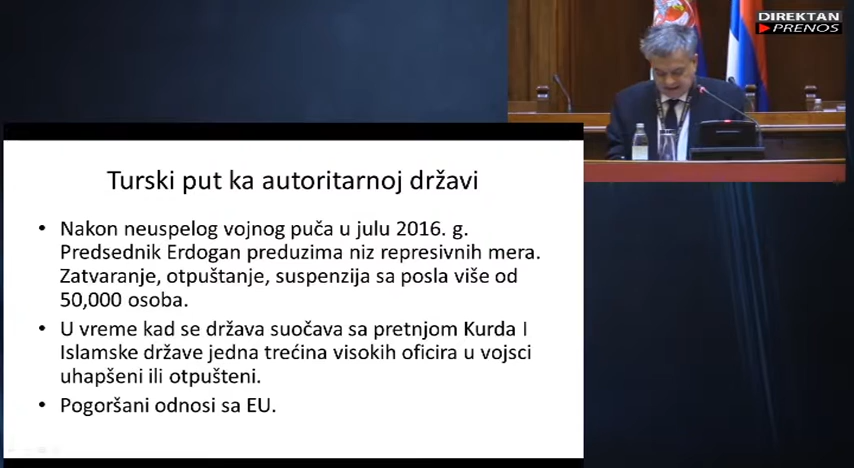 DIREKTAN
PRENOS
Turski put ka autoritarnoj državi
• Nakon neuspelog vojnog puča u julu 2016. g.
Predsednik Erdogan preduzima niz represivnih mera.
Zatvaranje, otpuštanje, suspenzija sa posla više od
50,000 osoba.
• U vreme kad se država suočava sa pretnjom Kurda I
Islamske države jedna trećina visokih oficira u vojsci
uhapšeni ili otpušteni.
• Pogoršani odnosi sa EU.